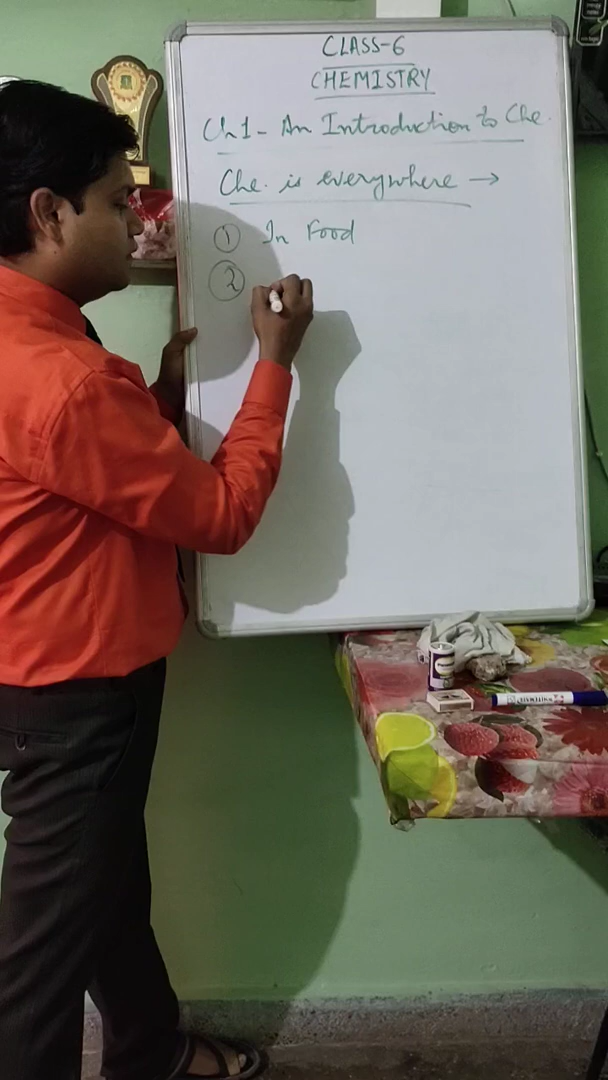 CLASS-6
CHEMISTRY
Ch1 - An Introduction to Che.
Che. is everywhere →
① In Food
②